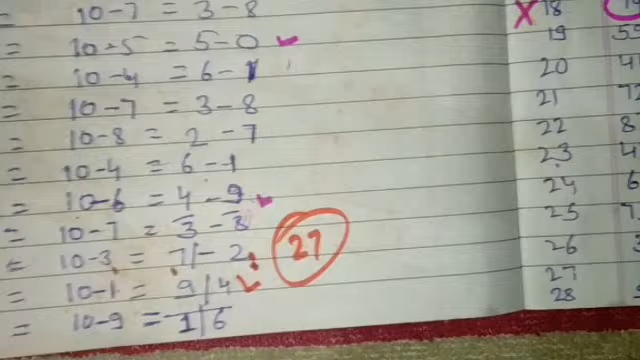 = 10-7 = 3-8
= 10-5 = 5-0
= 10-4 = 6-1
= 10-7 = 3-8
= 10-8 = 2-7
= 10-4 = 6-1
= 10-6 = 4-9
= 10-7 = 3-8
= 10-3 = 7/-2
= 10-1 = 9/4
= 10-9 = 1/6
27
18
19 55
20
21
22
23
24
25
26
27
28